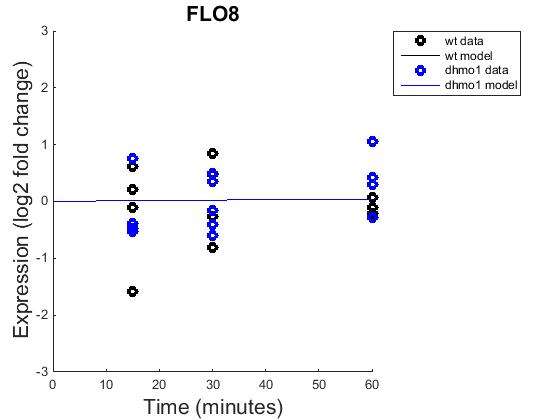 FLO8
Expression (log2 fold change)
3
2
1
0
-1
-2
-3
0 10 20 30 40 50 60
Time (minutes)
wt data
wt model
dhmo1 data
dhmo1 model